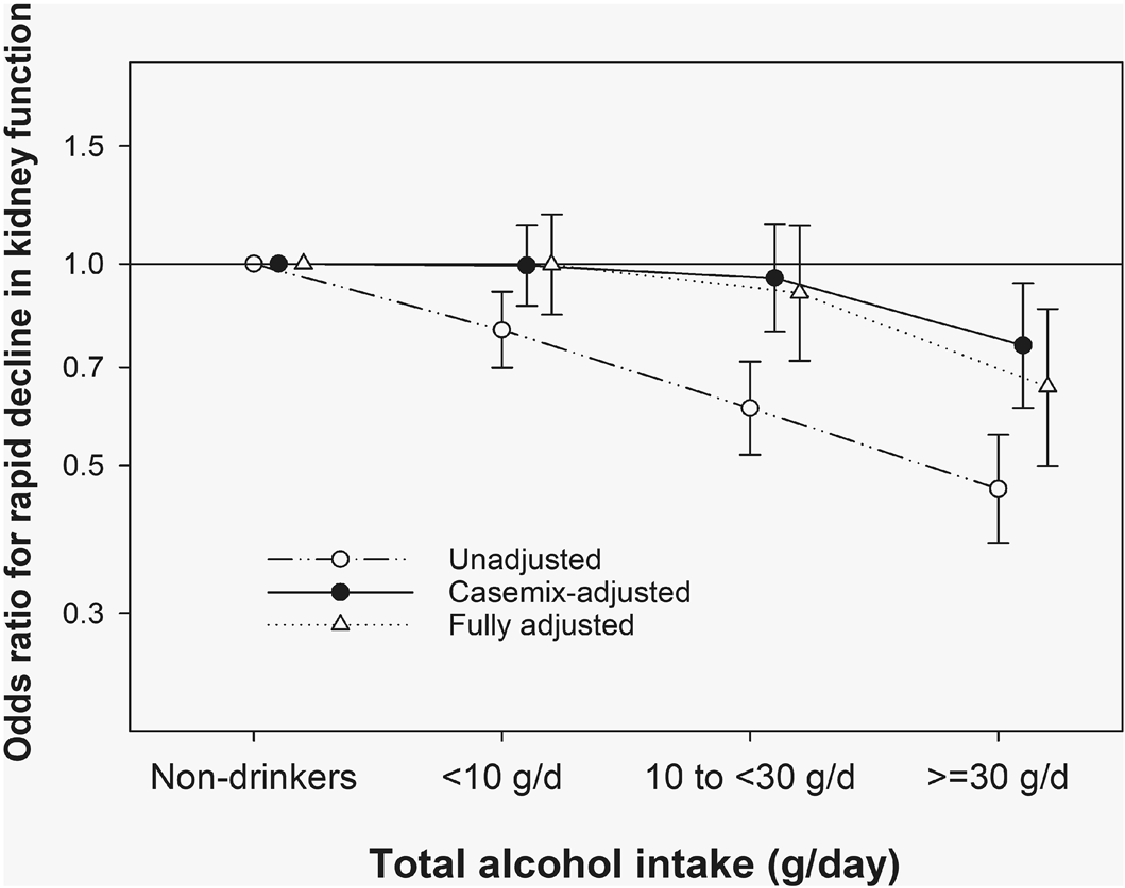 Odds ratio for rapid decline in kidney function
1.5
1.0
0.7
0.5
0.3
Unadjusted
Casemix-adjusted
Fully adjusted
Non-drinkers
<10 g/d
10 to <30 g/d
>=30 g/d
Total alcohol intake (g/day)